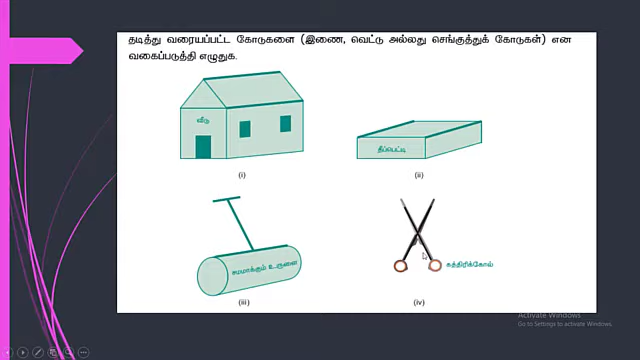 தடித்து வரையப்பட்ட கோடுகளை (இணை, வெட்டு அல்லது செங்குத்துக் கோடுகள்) என
வகைப்படுத்தி எழுதுக.
வீடு
தீப்பெட்டி
(i)
(ii)
சமமாக்கும் உருளை
கத்திரிக்கோல்
(iii)
(iv)
Activate Windows
Go to Settings to activate Windows.